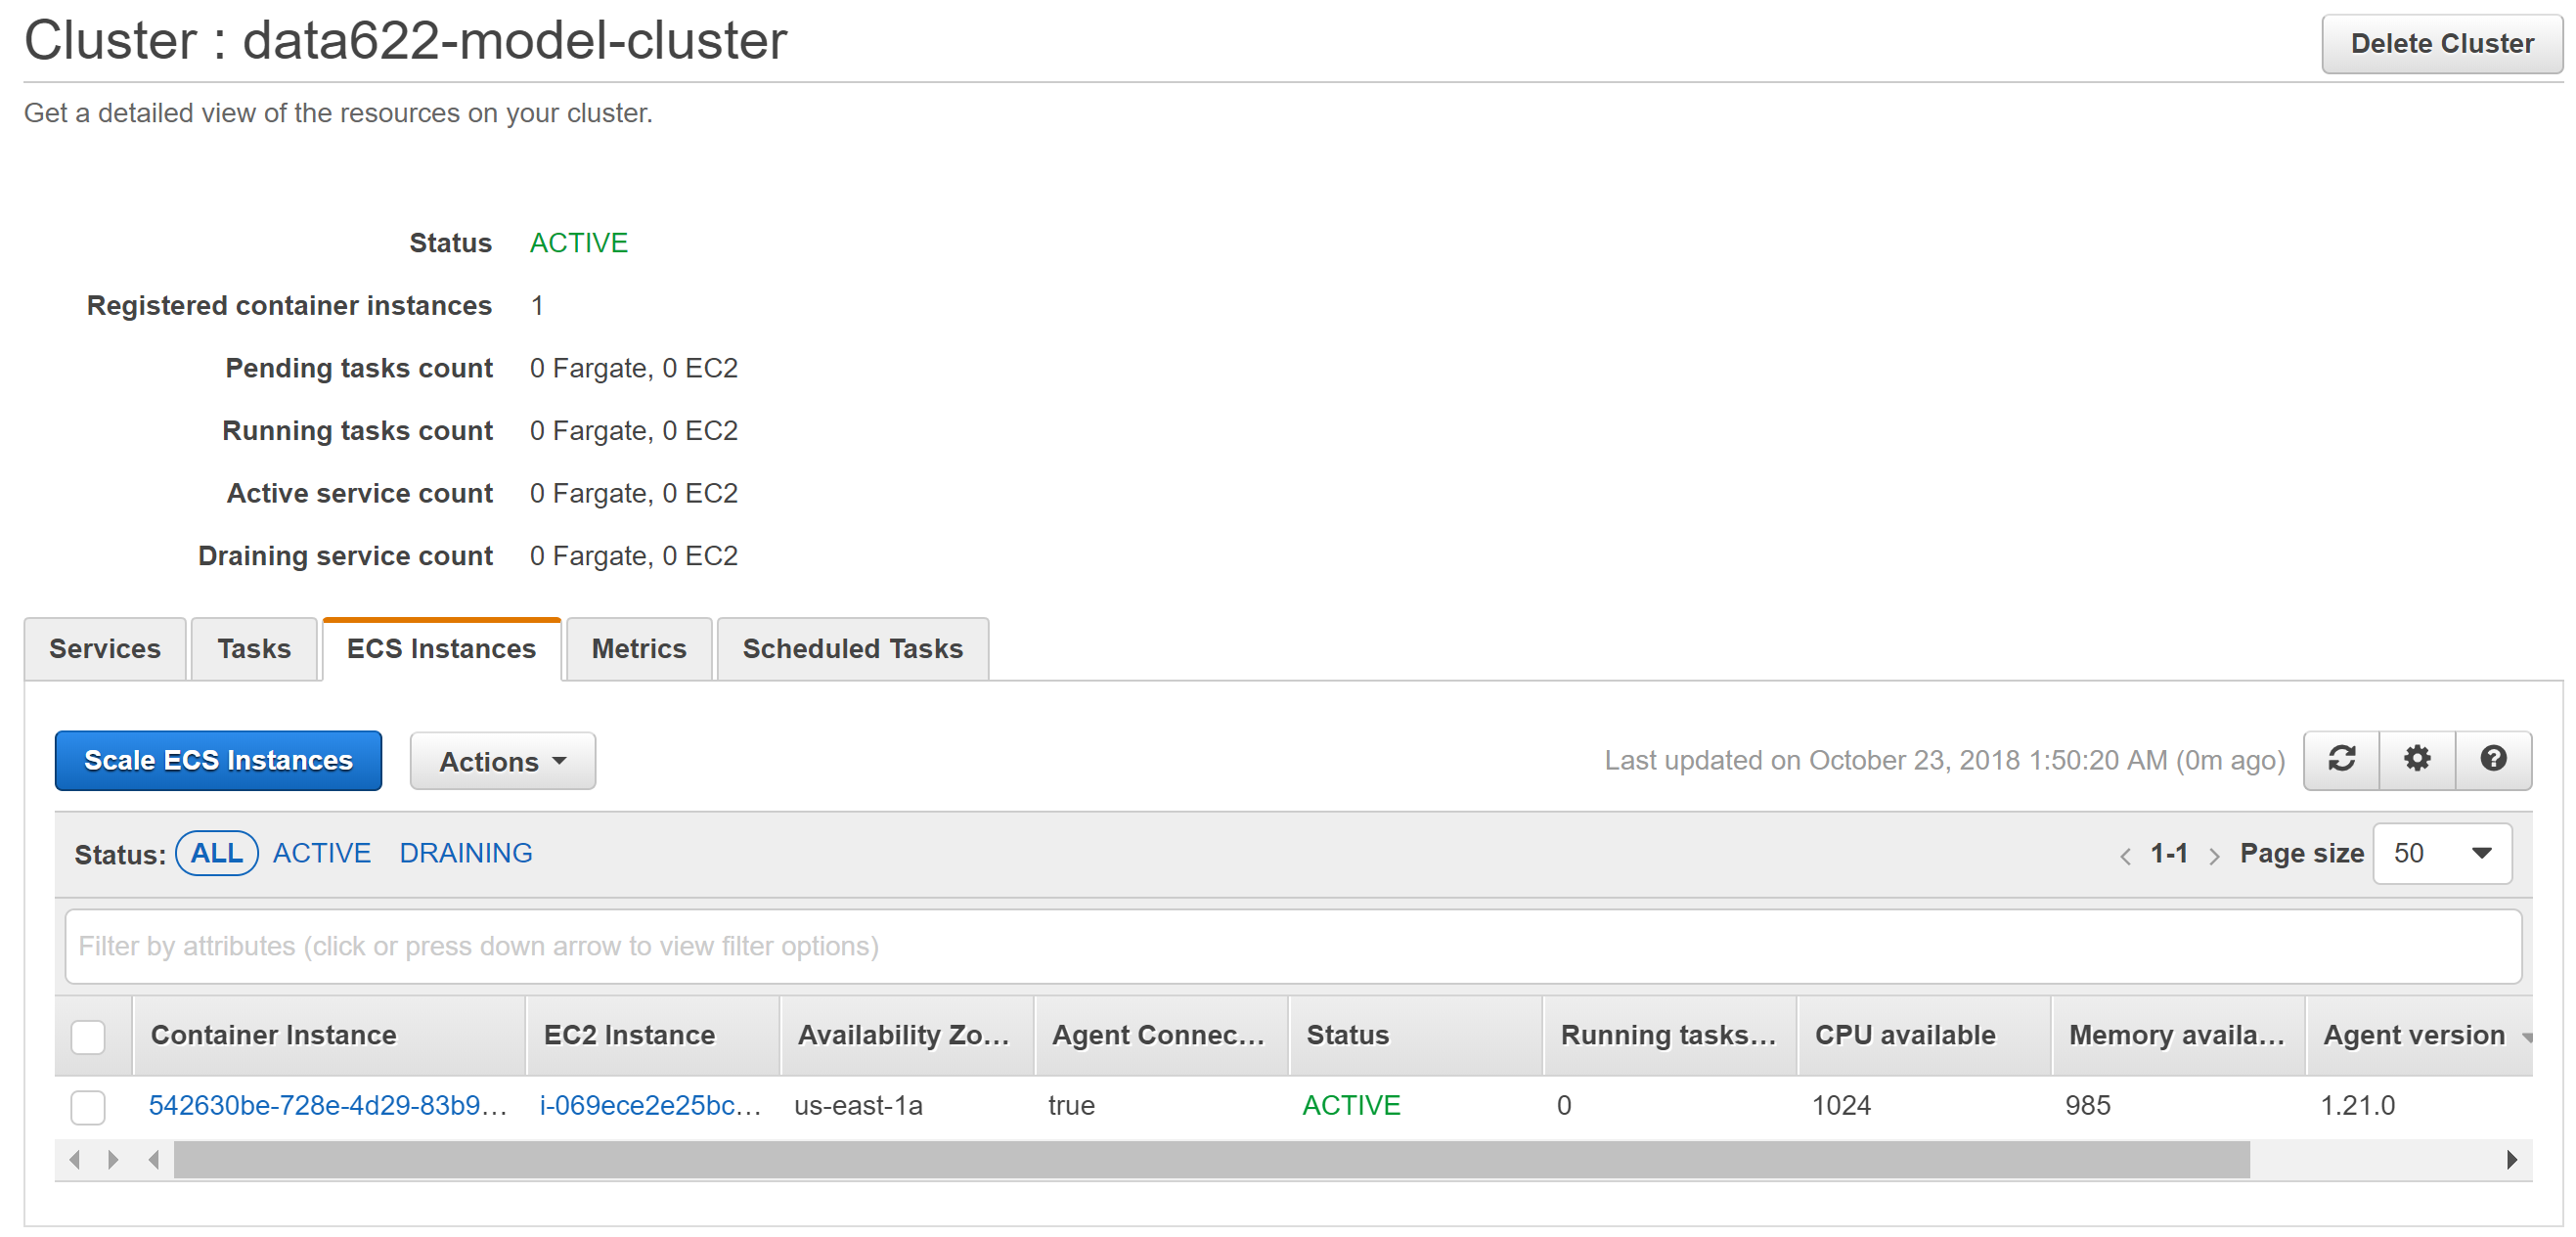 Cluster : data622-model-cluster
Delete Cluster
Get a detailed view of the resources on your cluster.
Status ACTIVE
Registered container instances 1
Pending tasks count 0 Fargate, 0 EC2
Running tasks count 0 Fargate, 0 EC2
Active service count 0 Fargate, 0 EC2
Draining service count 0 Fargate, 0 EC2
Services Tasks ECS Instances Metrics Scheduled Tasks
Scale ECS Instances Actions Last updated on October 23, 2018 1:50:20 AM (0m ago)
Status: ALL ACTIVE DRAINING 1-1 Page size 50
Filter by attributes (click or press down arrow to view filter options)
Container Instance EC2 Instance Availability Zo... Agent Connec... Status Running tasks... CPU available Memory availa... Agent version
542630be-728e-4d29-83b9... i-069ece2e25bc... us-east-1a true ACTIVE 0 1024 985 1.21.0